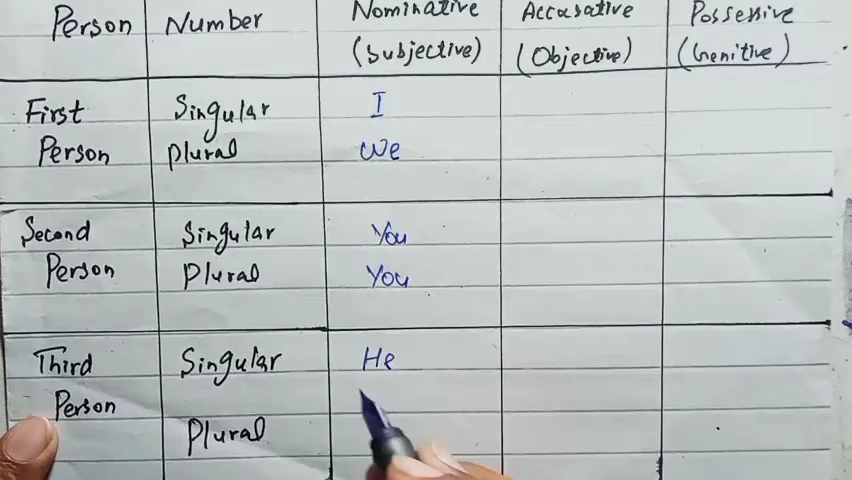 Person Number Nominative (Subjective) Accasative (Objective) Possessive (Genitive)
First Singular I
Person Plural We
Second Singular You
Person Plural You
Third Singular He
Person
Plural